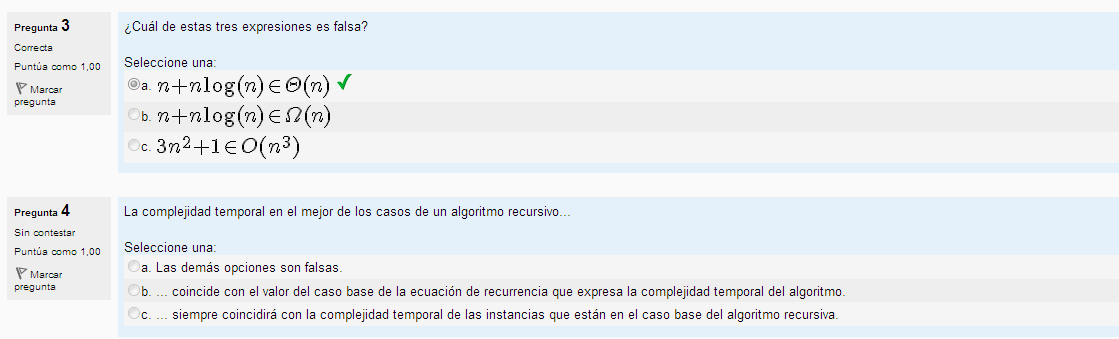 Pregunta 3
Correcta
Puntúa como 1,00
Marcar
pregunta
¿Cuál de estas tres expresiones es falsa?
Seleccione una:
a. n+nlog(n)∈Θ(n)
b. n+nlog(n)∈Ω(n)
c. 3n²+1∈O(n³)
Pregunta 4
Sin contestar
Puntúa como 1,00
Marcar
pregunta
La complejidad temporal en el mejor de los casos de un algoritmo recursivo...
Seleccione una:
a. Las demás opciones son falsas.
b. ... coincide con el valor del caso base de la ecuación de recurrencia que expresa la complejidad temporal del algoritmo.
c. ... siempre coincidirá con la complejidad temporal de las instancias que están en el caso base del algoritmo recursiva.